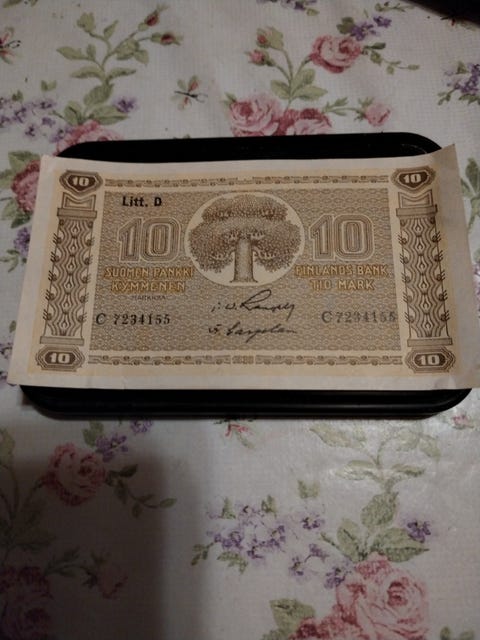 10 10
Litt. D
10 10
SUOMEN PANKKI FINLANDS BANK
KYMMENEN TIO MARK
MARKKAA
C 7234155 C 7234155
10 10